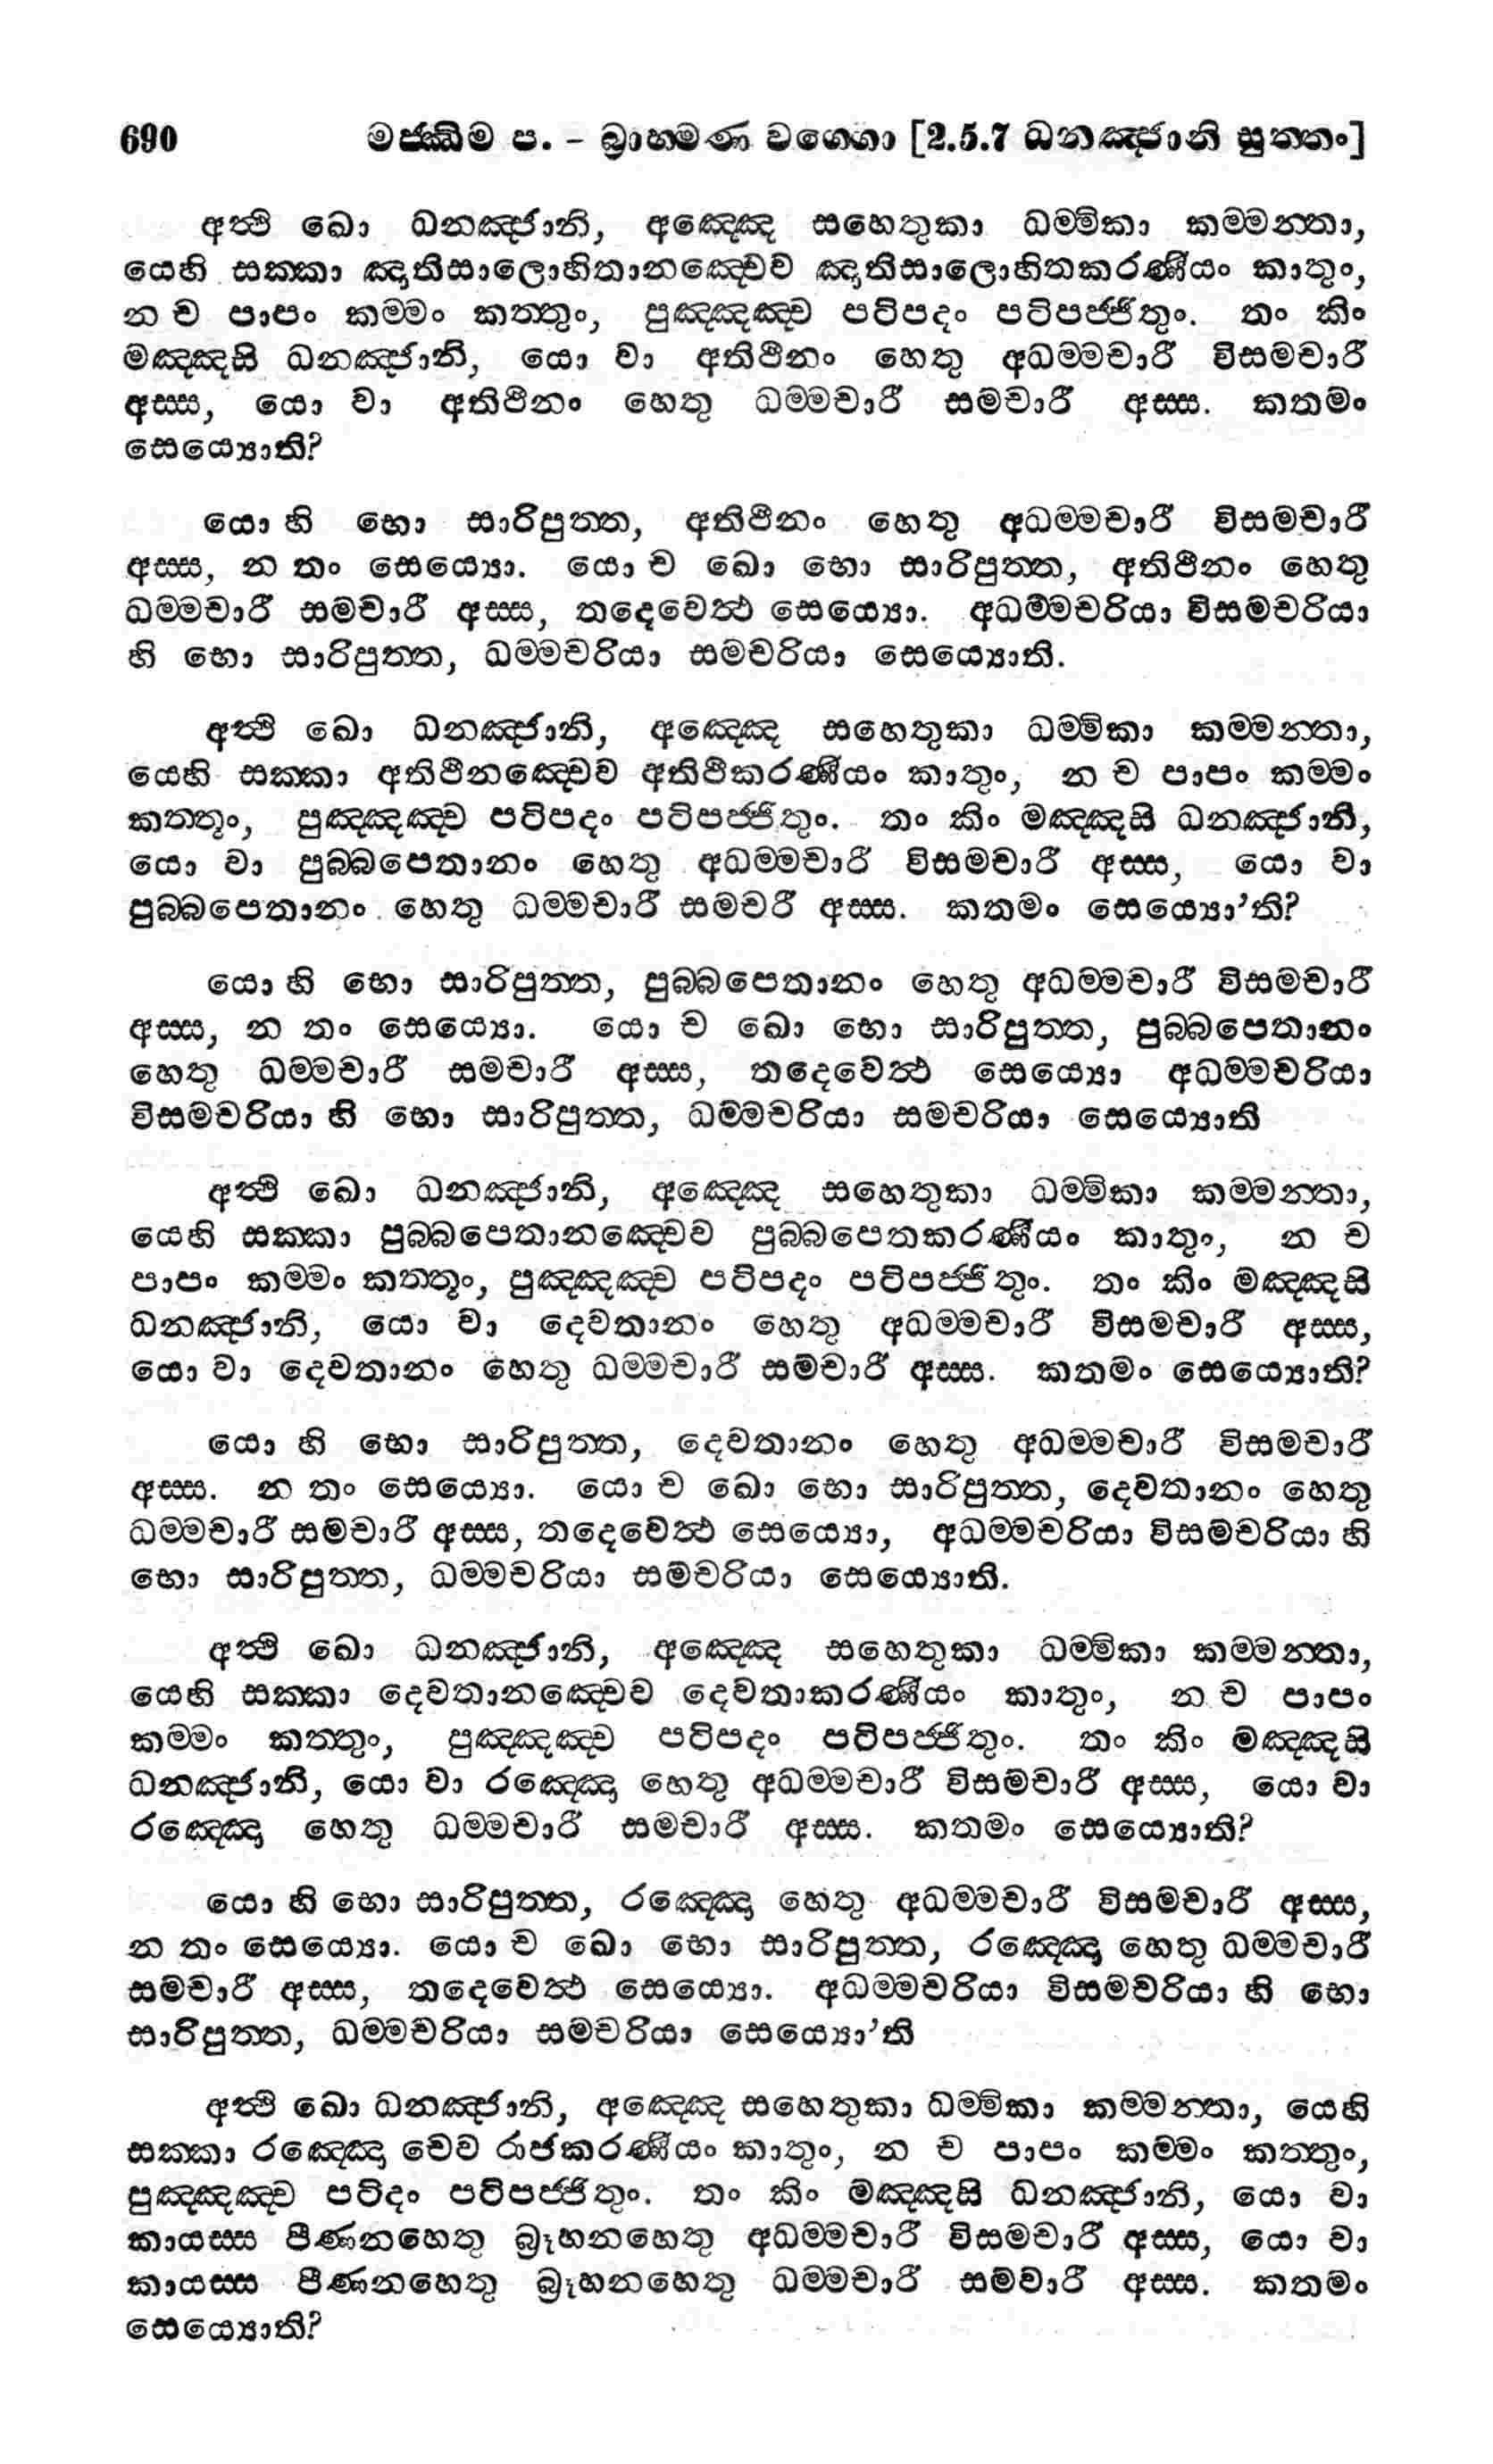 690 මජ්ඣිම ප. - බ්‍රාහ්මණ වග්ගො [2.5.7 ධනඤ්ජානි සුත්තං]
අත්ථි ඛො ධනඤ්ජානි, අඤ්ඤෙ සහෙතුකා ධම්මිකා කම්මන්තා,
යෙහි සක්කා ඤාතිසාලොහිතානඤ්චෙව ඤාතිසාලොහිතකරණීයං කාතුං,
න ච පාපං කම්මං කත්තුං, පුඤ්ඤඤ්ච පටිපදං පටිපජ්ජිතුං. තං කිං
මඤ්ඤසි ධනඤ්ජානි, යො වා අතිථීනං හෙතු අධම්මචාරී විසමචාරී
අස්ස, යො වා අතිථීනං හෙතු ධම්මචාරී සමචාරී අස්ස. කතමං
සෙය්‍යොති?
යො හි භො සාරිපුත්ත, අතිථීනං හෙතු අධම්මචාරී විසමචාරී
අස්ස, න තං සෙය්‍යො. යො ච ඛො භො සාරිපුත්ත, අතිථීනං හෙතු
ධම්මචාරී සමචාරී අස්ස, තදෙවෙත්ථ සෙය්‍යො. අධම්මචරියා විසමචරියා
හි භො සාරිපුත්ත, ධම්මචරියා සමචරියා සෙය්‍යොති.
අත්ථි ඛො ධනඤ්ජානි, අඤ්ඤෙ සහෙතුකා ධම්මිකා කම්මන්තා,
යෙහි සක්කා අතිථීනඤ්චෙව අතිථිකරණීයං කාතුං, න ච පාපං කම්මං
කත්තූං, පුඤ්ඤඤ්ච පටිපදං පටිපජ්ජිතුං. තං කිං මඤ්ඤසි ධනඤ්ජානි,
යො වා පුබ්බපෙතානං හෙතු අධම්මචාරී විසමචාරී අස්ස, යො වා
පුබ්බපෙතානං හෙතු ධම්මචාරී සමචරී අස්ස. කතමං සෙය්‍යො’ති?
යො හි භො සාරිපුත්ත, පුබ්බපෙතානං හෙතු අධම්මචාරී විසමචාරී
අස්ස, න තං සෙය්‍යො. යො ච ඛො භො සාරිපුත්ත, පුබ්බපෙතානං
හෙතු ධම්මචාරී සමචාරී අස්ස, තදෙවෙත්ථ සෙය්‍යො අධම්මචරියා
විසමචරියා හි භො සාරිපුත්ත, ධම්මචරියා සමචරියා සෙය්‍යොති
අත්ථි ඛො ධනඤ්ජානි, අඤ්ඤෙ සහෙතුකා ධම්මිකා කම්මන්තා,
යෙහි සක්කා පුබ්බපෙතානඤ්චෙව පුබ්බපෙතකරණීයං කාතුං, න ච
පාපං කම්මං කත්තූං, පුඤ්ඤඤ්ච පටිපදං පටිපජ්ජිතුං. තං කිං මඤ්ඤසි
ධනඤ්ජානි, යො වා දෙවතානං හෙතු අධම්මචාරී විසමචාරී අස්ස,
යො වා දෙවතානං හෙතු ධම්මචාරී සමචාරී අස්ස. කතමං සෙය්‍යොති?
යො හි භො සාරිපුත්ත, දෙවතානං හෙතු අධම්මචාරී විසමචාරී
අස්ස. න තං සෙය්‍යො. යො ච ඛො භො සාරිපුත්ත, දෙවතානං හෙතු
ධම්මචාරී සමචාරී අස්ස, තදෙවෙත්ථ සෙය්‍යො, අධම්මචරියා විසමචරියා හි
භො සාරිපුත්ත, ධම්මචරියා සමචරියා සෙය්‍යොති.
අත්ථි ඛො ධනඤ්ජානි, අඤ්ඤෙ සහෙතුකා ධම්මිකා කම්මන්තා,
යෙහි සක්කා දෙවතානඤ්චෙව දෙවතාකරණීයං කාතුං, න ච පාපං
කම්මං කත්තුං, පුඤ්ඤඤ්ච පටිපදං පටිපජ්ජිතුං. තං කිං මඤ්ඤසි
ධනඤ්ජානි, යො වා රඤ්ඤො හෙතු අධම්මචාරී විසමචාරී අස්ස, යො වා
රඤ්ඤො හෙතු ධම්මචාරී සමචාරී අස්ස. කතමං සෙය්‍යොති?
යො හි භො සාරිපුත්ත, රඤ්ඤො හෙතු අධම්මචාරී විසමචාරී අස්ස,
න තං සෙය්‍යො. යො ච ඛො භො සාරිපුත්ත, රඤ්ඤො හෙතු ධම්මචාරී
සමචාරී අස්ස, තදෙවෙත්ථ සෙය්‍යො. අධම්මචරියා විසමචරියා හි භො
සාරිපුත්ත, ධම්මචරියා සමචරියා සෙය්‍යො’ති
අත්ථි ඛො ධනඤ්ජානි, අඤ්ඤෙ සහෙතුකා ධම්මිකා කම්මන්තා, යෙහි
සක්කා රඤ්ඤො චෙව රාජකරණීයං කාතුං, න ච පාපං කම්මං කත්තුං,
පුඤ්ඤඤ්ච පටිදං පටිපජ්ජිතුං. තං කිං මඤ්ඤසි ධනඤ්ජානි, යො වා
කායස්ස පීණනහෙතු බ්‍රූහනහෙතු අධම්මචාරී විසමචාරී අස්ස, යො වා
කායස්ස පීණනහෙතු බ්‍රූහනහෙතු ධම්මචාරී සමචාරී අස්ස. කතමං
සෙය්‍යොති?